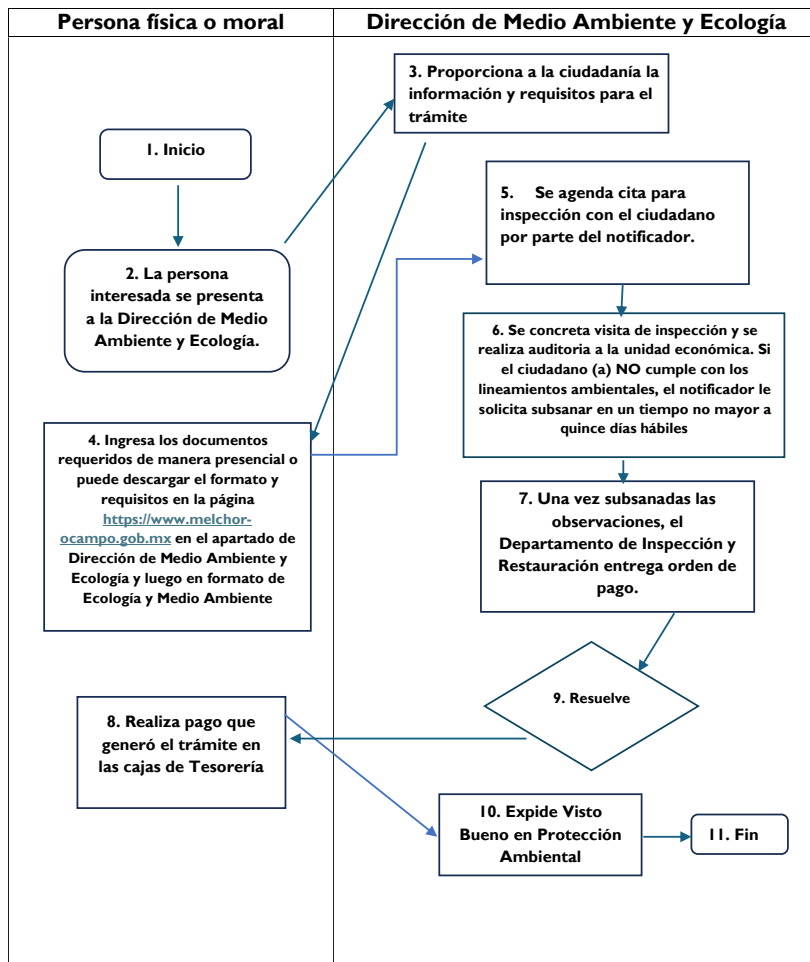 Persona física o moral
Dirección de Medio Ambiente y Ecología
1. Inicio
2. La persona
interesada se presenta
a la Dirección de Medio
Ambiente y Ecología.
3. Proporciona a la ciudadanía la
información y requisitos para el
trámite
4. Ingresa los documentos
requeridos de manera presencial o
puede descargar el formato y
requisitos en la página
https://www.melchor-
ocampo.gob.mx en el apartado de
Dirección de Medio Ambiente y
Ecología y luego en formato de
Ecología y Medio Ambiente
5. Se agenda cita para
inspección con el ciudadano
por parte del notificador.
6. Se concreta visita de inspección y se
realiza auditoria a la unidad económica. Si
el ciudadano (a) NO cumple con los
lineamientos ambientales, el notificador le
solicita subsanar en un tiempo no mayor a
quince días hábiles
7. Una vez subsanadas las
observaciones, el
Departamento de Inspección y
Restauración entrega orden de
pago.
8. Realiza pago que
generó el trámite en
las cajas de Tesorería
9. Resuelve
10. Expide Visto
Bueno en Protección
Ambiental
11. Fin